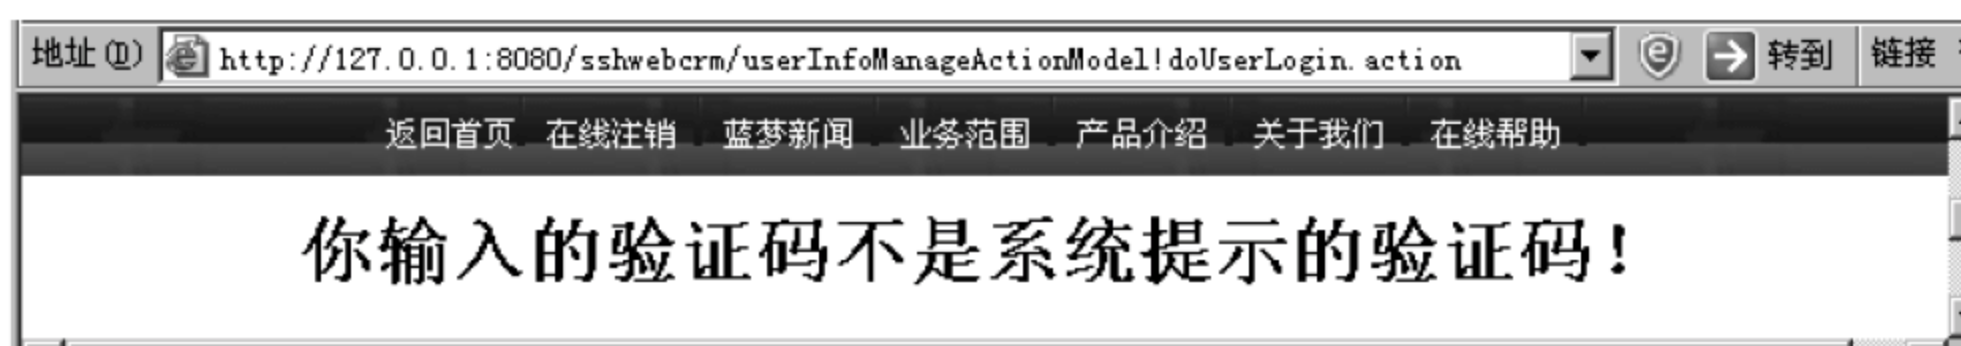 地址(D) http://127.0.0.1:8080/sshwebcrm/userInfoManageActionModel!doUserLogin.action 转到 链接
返回首页 在线注销 蓝梦新闻 业务范围 产品介绍 关于我们 在线帮助
你输入的验证码不是系统提示的验证码!